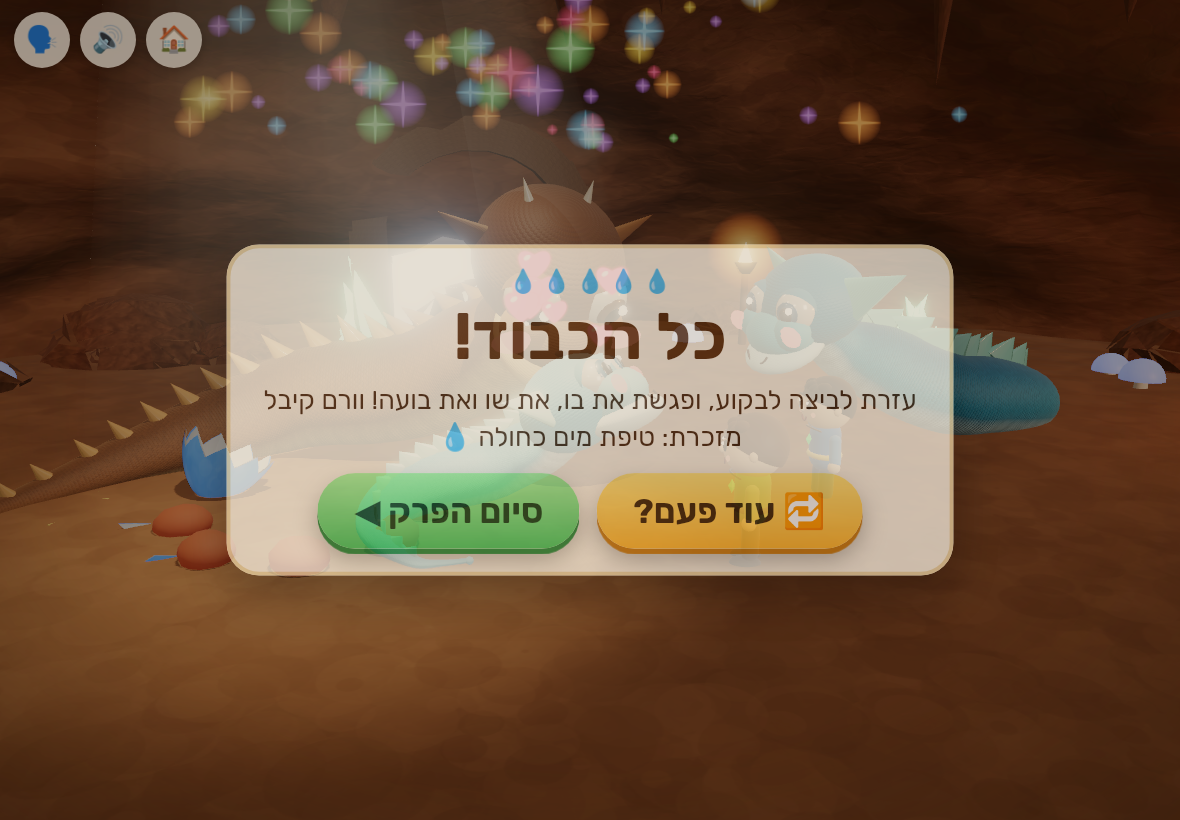 כל הכבוד!
עזרת לביצה לבקוע, ופגשת את בו, את שו ואת בועה! וורם קיבל
מזכרת: טיפת מים כחולה 💧
🔁 עוד פעם?
סיום הפרק ◀